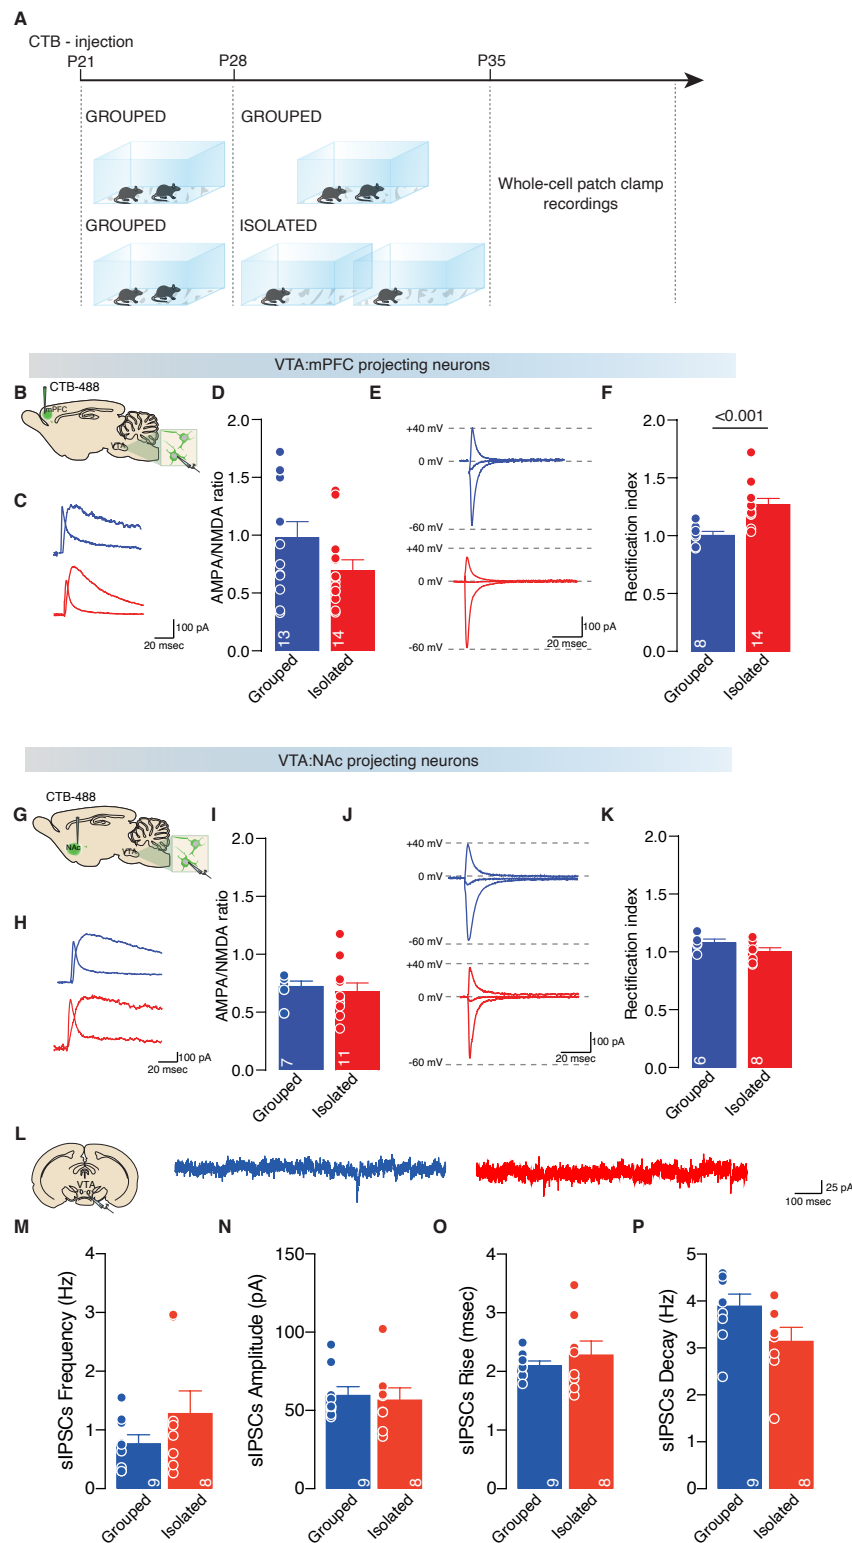 A
CTB - injection
P21
P28
P35
GROUPED
GROUPED
Whole-cell patch clamp
recordings
GROUPED
ISOLATED
VTA:mPFC projecting neurons
B
CTB-488
mPFC
VTA
C
100 pA
20 msec
D
AMPA/NMDA ratio
2.0
1.5
1.0
0.5
0.0
13
14
Grouped
Isolated
E
+40 mV
0 mV
-60 mV
+40 mV
0 mV
-60 mV
100 pA
20 msec
F
Rectification index
2.0
1.5
1.0
0.5
0.0
<0.001
8
14
Grouped
Isolated
VTA:NAc projecting neurons
G
CTB-488
NAc
VTA
H
100 pA
20 msec
I
AMPA/NMDA ratio
2.0
1.5
1.0
0.5
0.0
7
11
Grouped
Isolated
J
+40 mV
0 mV
-60 mV
+40 mV
0 mV
-60 mV
100 pA
20 msec
K
Rectification index
2.0
1.5
1.0
0.5
0.0
6
8
Grouped
Isolated
L
VTA
25 pA
100 msec
M
sIPSCs Frequency (Hz)
4
3
2
1
0
9
8
Grouped
Isolated
N
sIPSCs Amplitude (pA)
150
100
50
0
9
8
Grouped
Isolated
O
sIPSCs Rise (msec)
4
3
2
1
0
9
8
Grouped
Isolated
P
sIPSCs Decay (Hz)
5
4
3
2
1
0
9
8
Grouped
Isolated